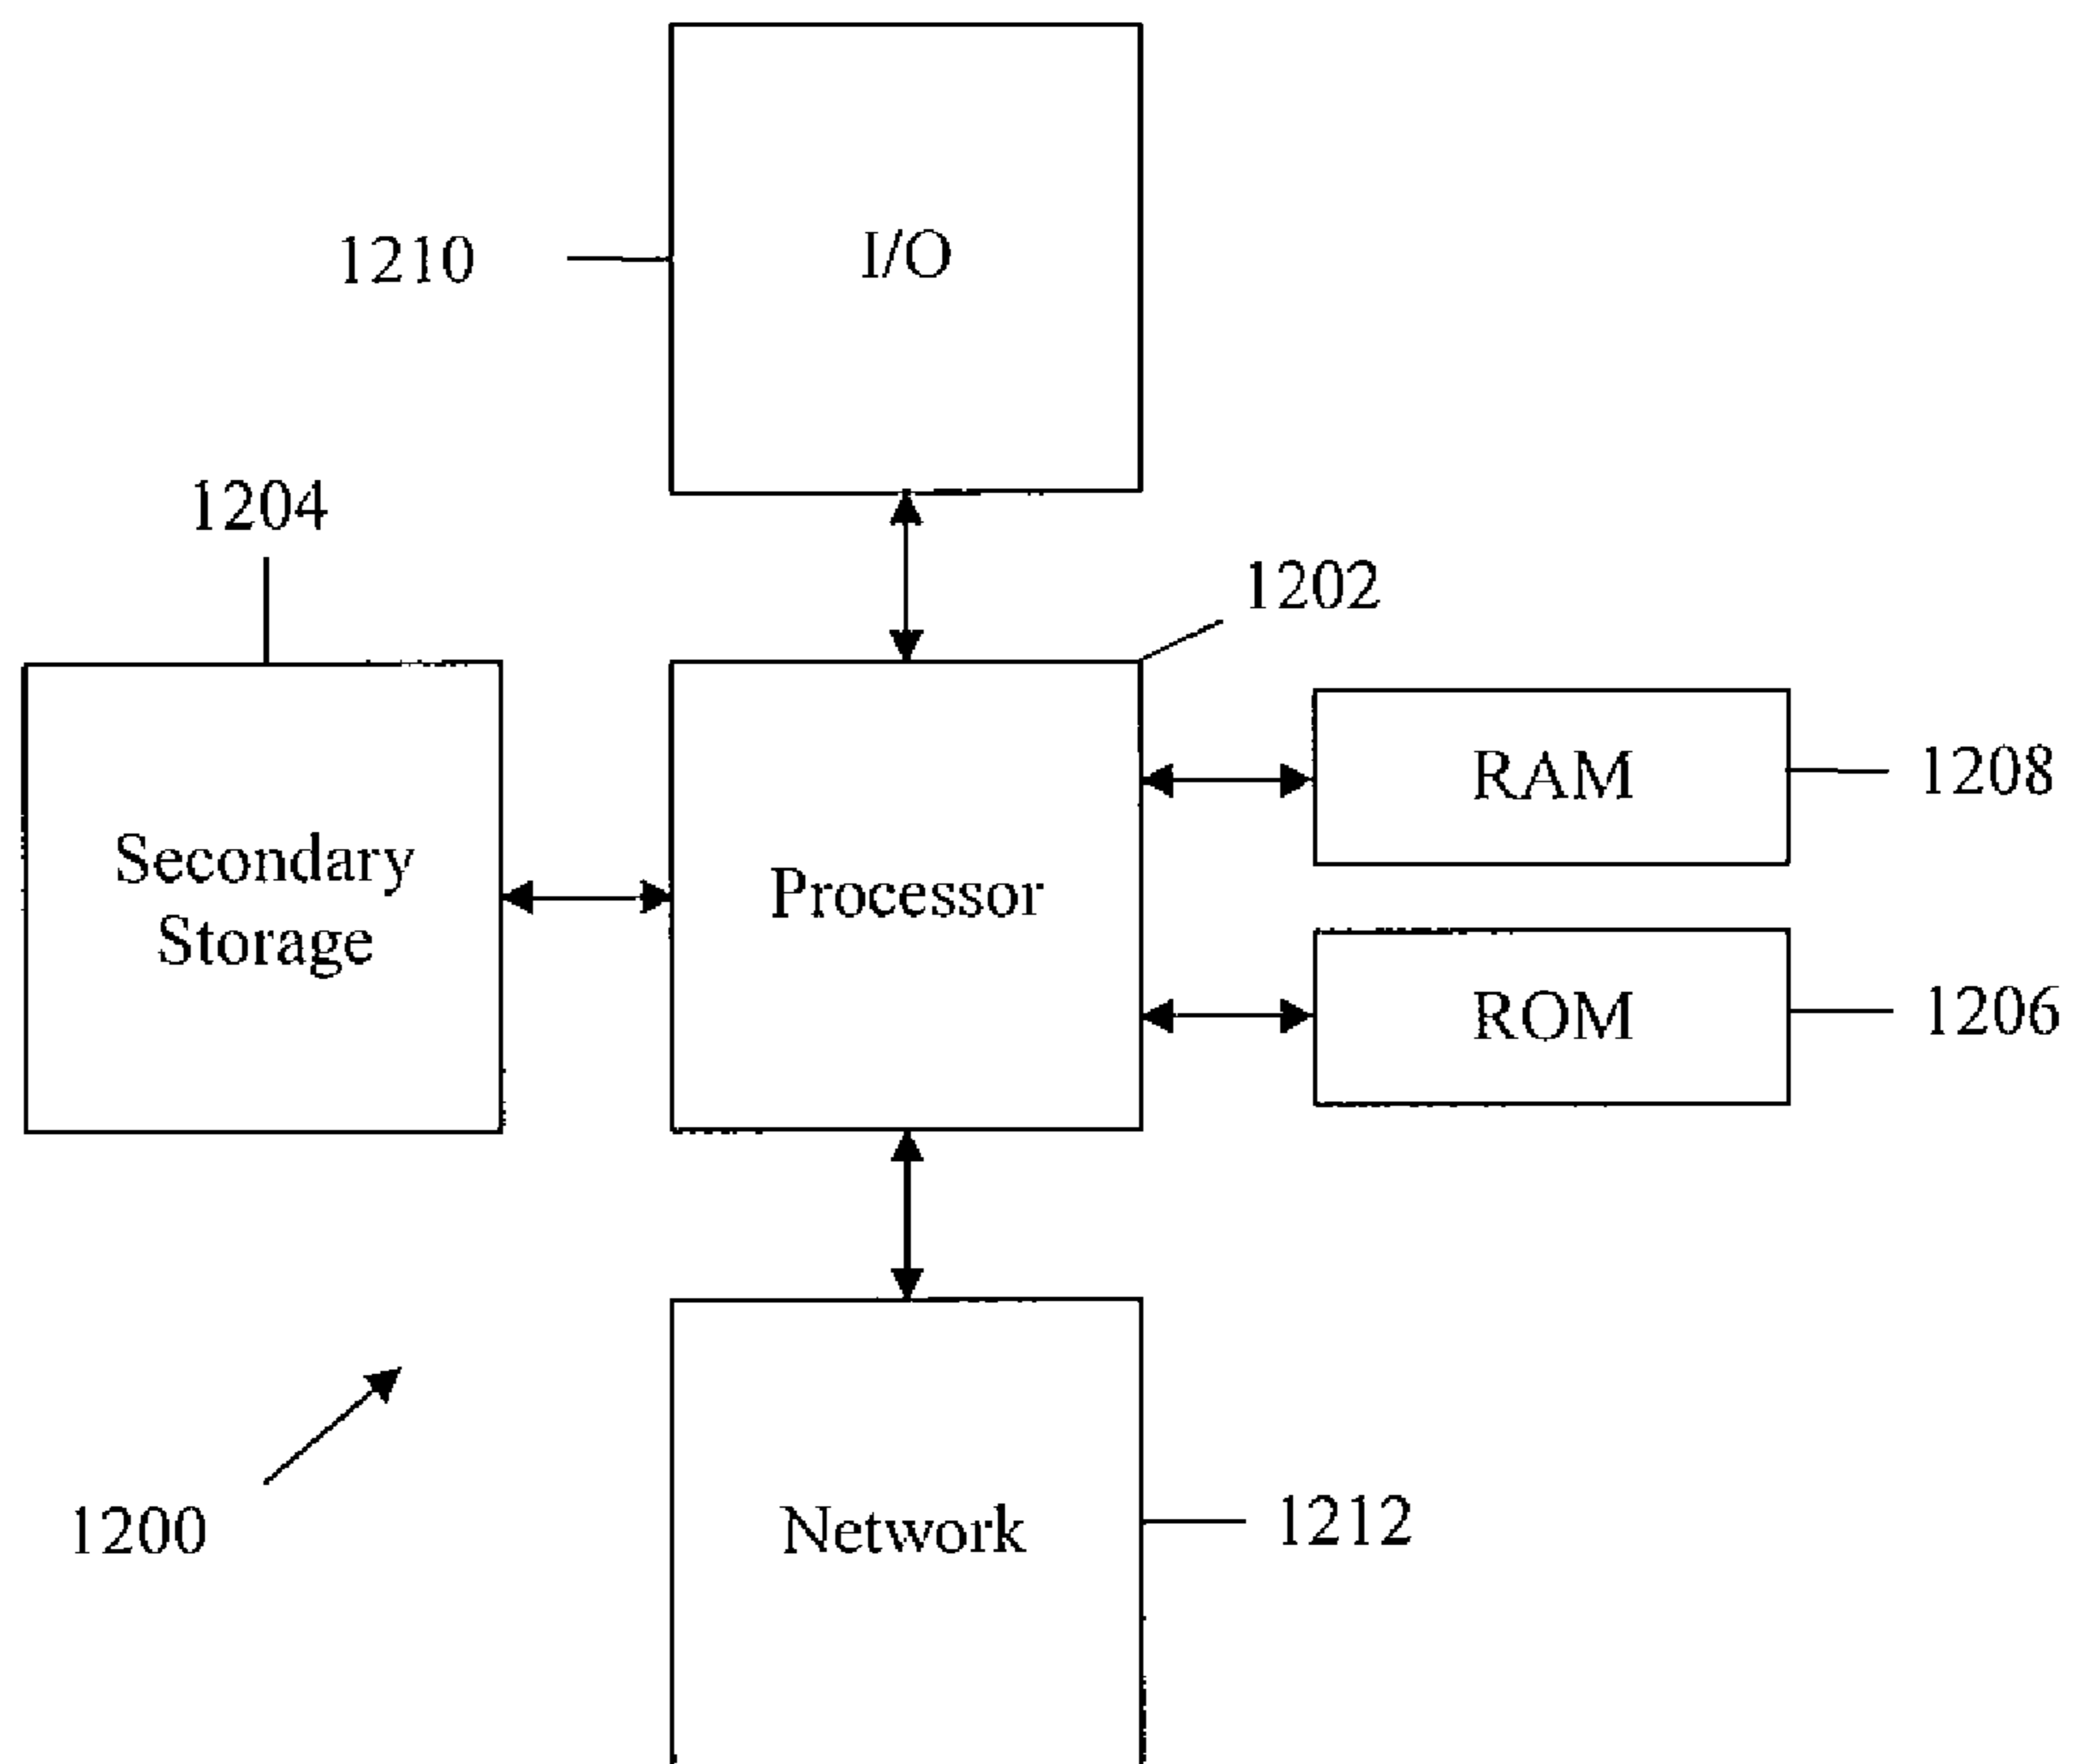 1210
I/O
1204
1202
RAM
1208
Secondary
Storage
Processor
ROM
1206
1200
Network
1212